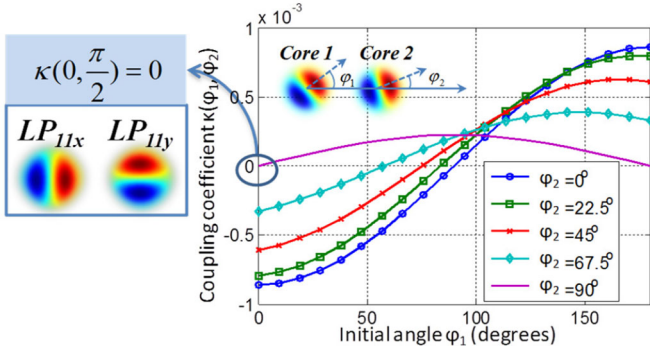 κ(0, π/2) = 0
LP11x LP11y
x 10⁻³
1
0.5
0
-0.5
-1
0
50
100
150
Coupling coefficient κ(φ1,φ2)
Initial angle φ1 (degrees)
Core 1 Core 2
φ1
φ2
φ2 =0°
φ2 =22.5°
φ2 =45°
φ2 =67.5°
φ2 =90°